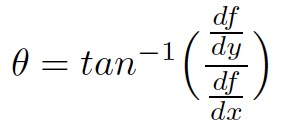 θ = tan⁻¹((df/dy)/(df/dx))